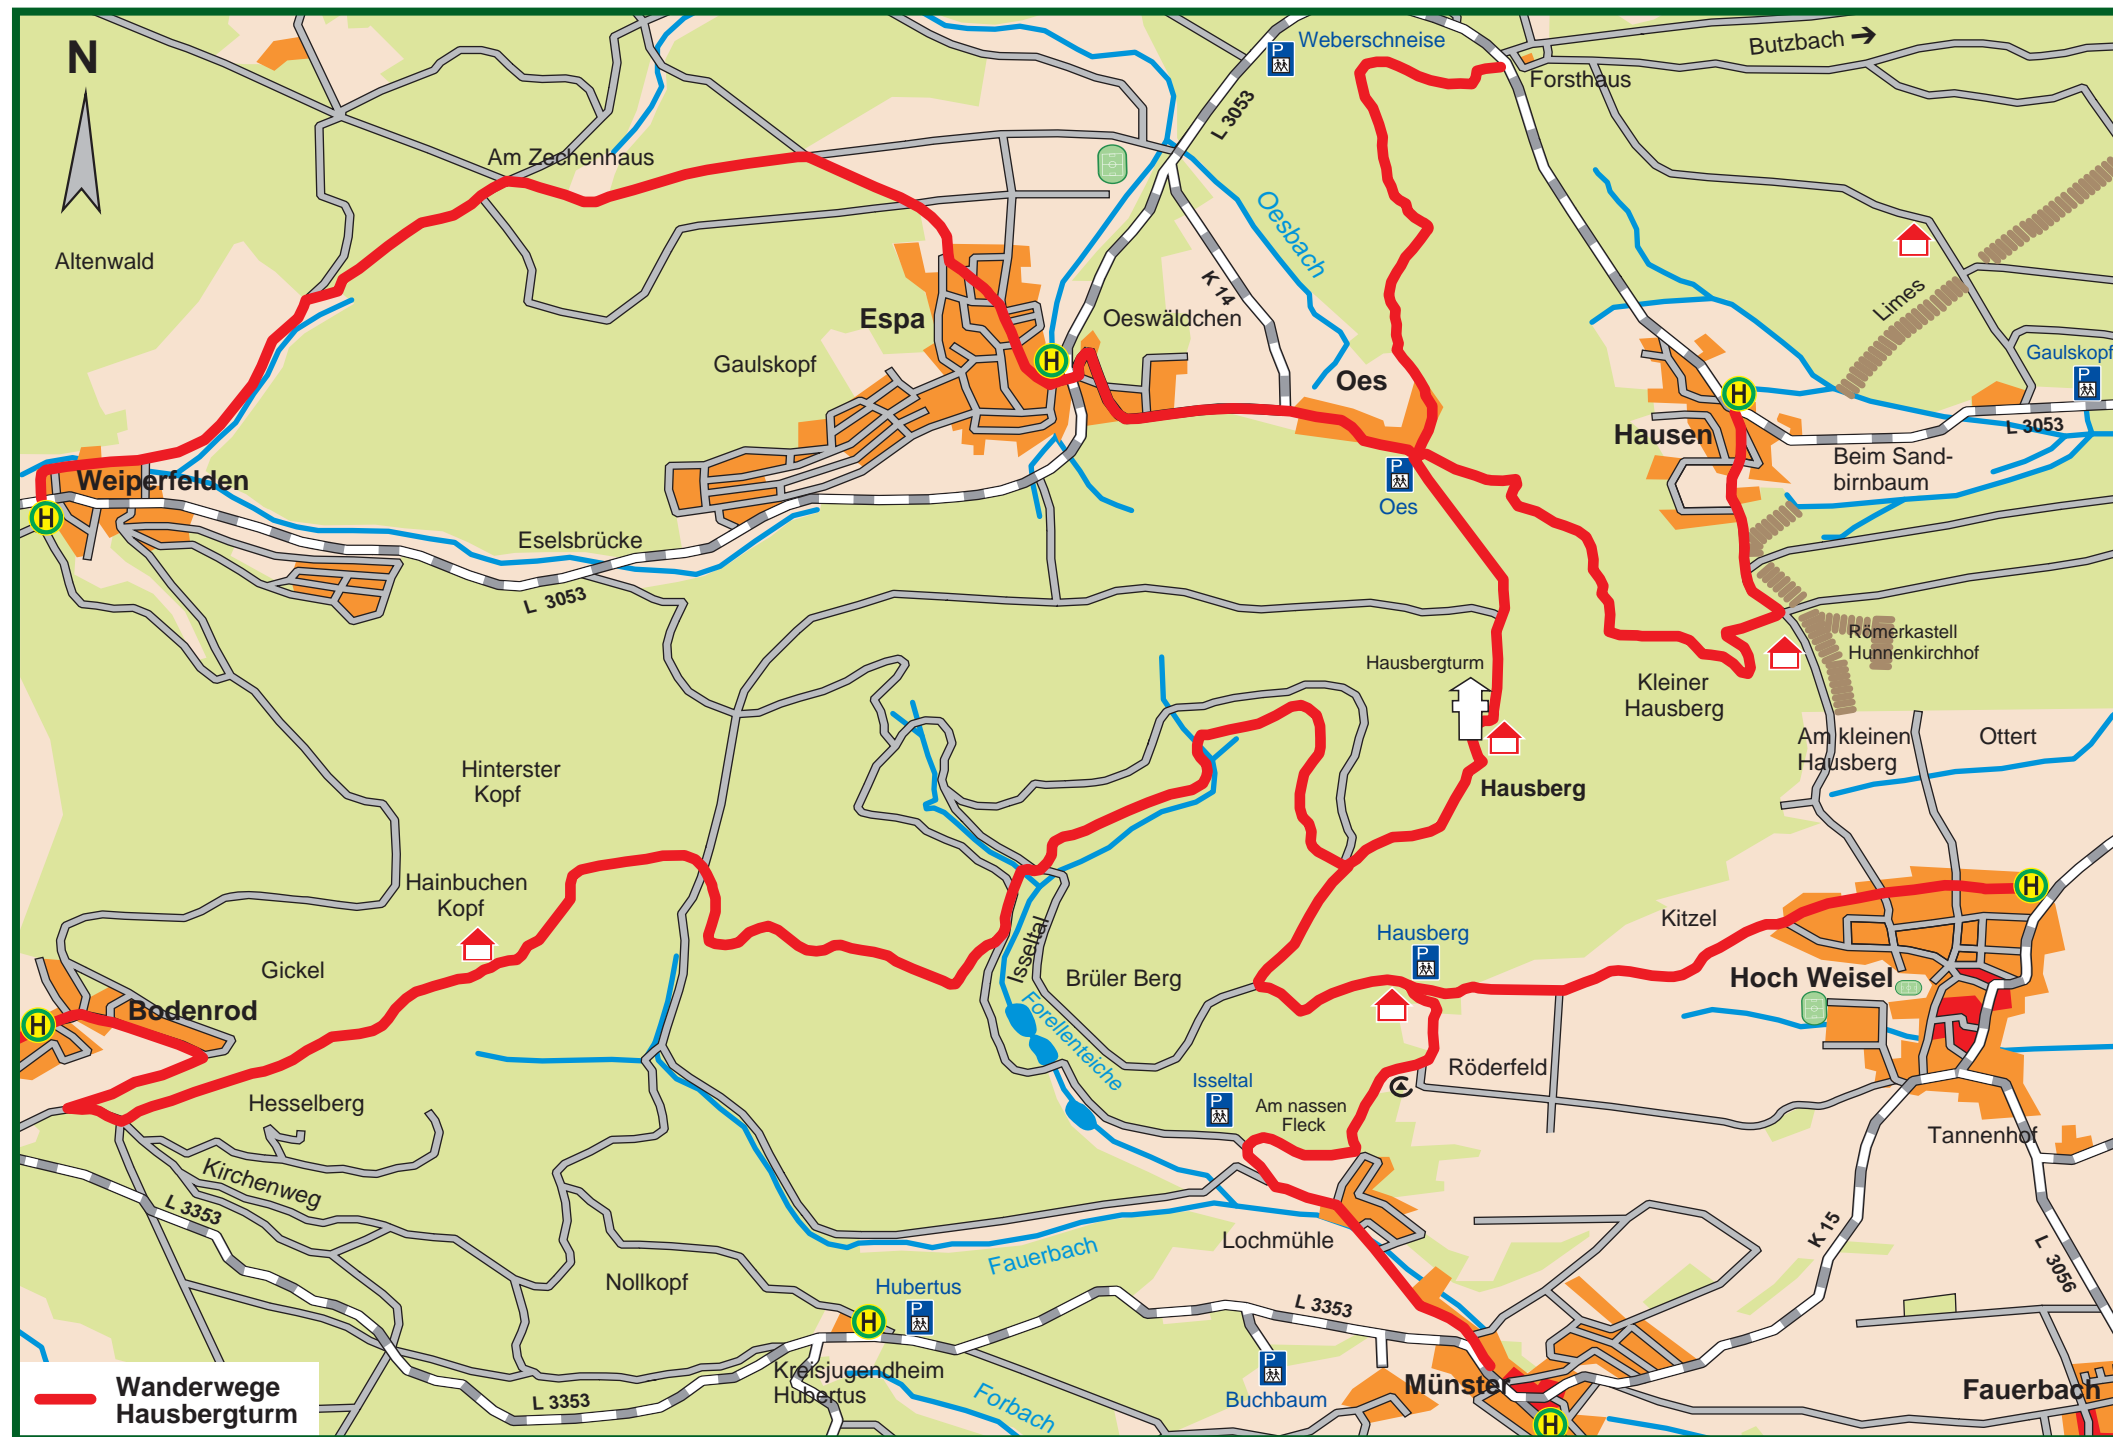 N
P
Weberschneise
Butzbach
Forsthaus
L 3053
Am Zechenhaus
Altenwald
Oesbach
K 14
Limes
Espa
H
Oeswäldchen
Gaulskopf
Oes
Gaulskopf
P
H
Hausen
L 3053
Beim Sand-
birnbaum
P
Oes
Weiperfelden
H
Eselsbrücke
L 3053
Römerkastell
Hunnenkirchhof
Hausbergturm
Kleiner
Hausberg
Am kleinen
Hausberg
Ottert
Hausberg
Hinterster
Kopf
Hainbuchen
Kopf
Kitzel
H
Hausberg
P
Hoch Weisel
Isseltal
Brüler Berg
Gickel
Bodenrod
H
Forellenteiche
Röderfeld
Isseltal
P
Am nassen
Fleck
Hesselberg
Tannenhof
Kirchenweg
L 3353
Lochmühle
K 15
L 3056
Fauerbach
Nollkopf
Hubertus
P
H
L 3353
P
Buchbaum
Kreisjugendheim
Hubertus
Forbach
L 3353
Münster
H
Fauerbach
Wanderwege
Hausbergturm